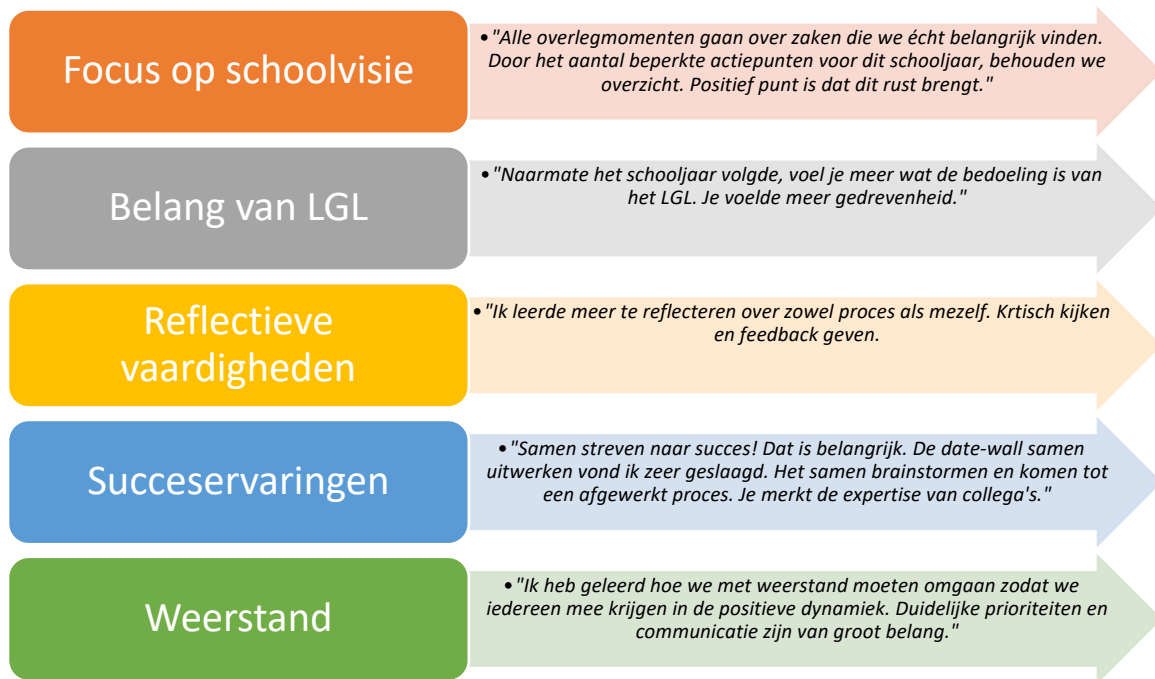 Focus op schoolvisie
•"Alle overlegmomenten gaan over zaken die we écht belangrijk vinden.
Door het aantal beperkte actiepunten voor dit schooljaar, behouden we
overzicht. Positief punt is dat dit rust brengt."
Belang van LGL
•"Naarmate het schooljaar volgde, voel je meer wat de bedoeling is van
het LGL. Je voelde meer gedrevenheid."
Reflectieve
vaardigheden
•"Ik leerde meer te reflecteren over zowel proces als mezelf. Krtisch kijken
en feedback geven.
Succeservaringen
•"Samen streven naar succes! Dat is belangrijk. De date-wall samen
uitwerken vond ik zeer geslaagd. Het samen brainstormen en komen tot
een afgewerkt proces. Je merkt de expertise van collega's."
Weerstand
•"Ik heb geleerd hoe we met weerstand moeten omgaan zodat we
iedereen mee krijgen in de positieve dynamiek. Duidelijke prioriteiten en
communicatie zijn van groot belang."